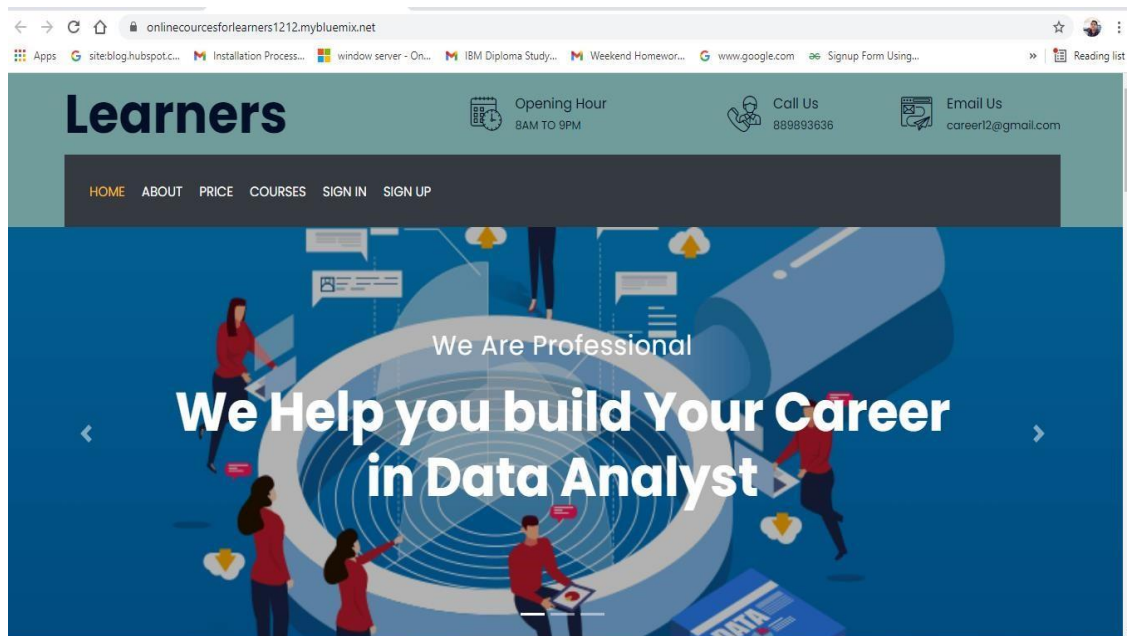 onlinecourcesforlearners1212.mybluemix.net
Apps site:blog.hubspot.c... Installation Process... window server - On... IBM Diploma Study... Weekend Homewor... www.google.com Signup Form Using... » Reading list
Learners
Opening Hour
8AM TO 9PM
Call Us
889893636
Email Us
career12@gmail.com
HOME ABOUT PRICE COURSES SIGN IN SIGN UP
We Are Professional
We Help you build Your Career
in Data Analyst
DATA